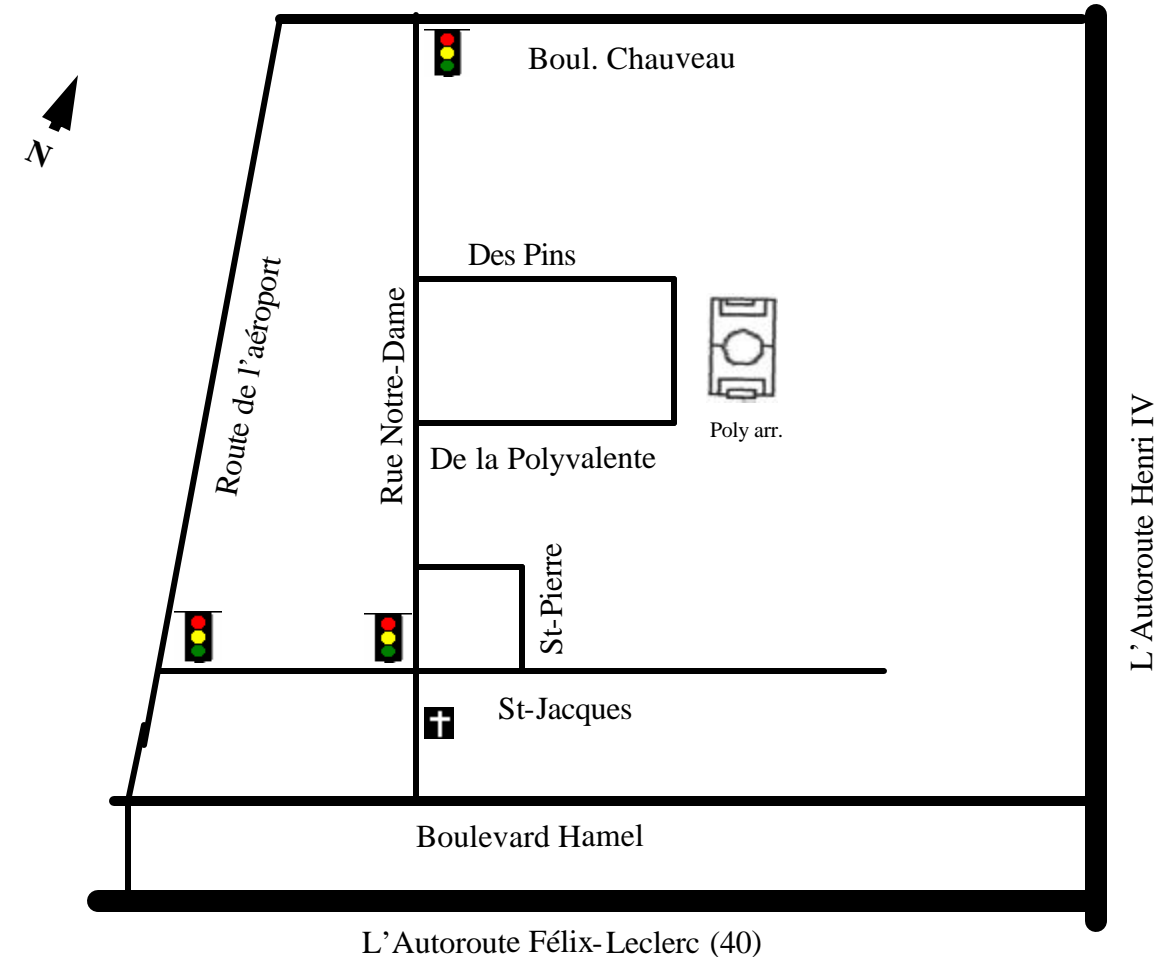 Boul. Chauveau
N
Des Pins
Route de l'aéroport
Rue Notre-Dame
Poly arr.
De la Polyvalente
L'Autoroute Henri IV
St-Pierre
St-Jacques
Boulevard Hamel
L'Autoroute Félix-Leclerc (40)